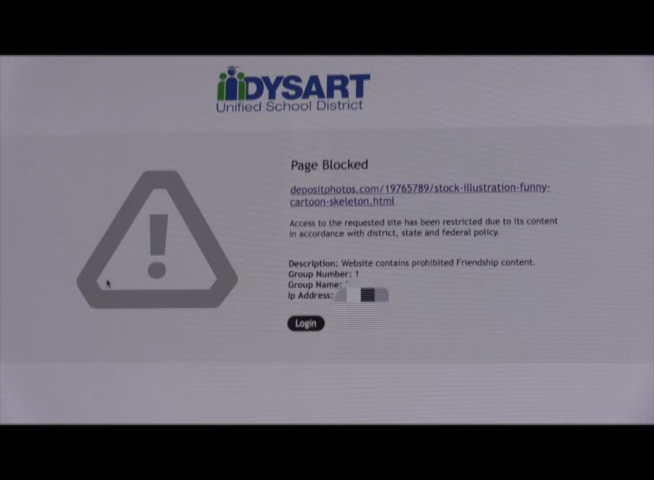 DYSART
Unified School District
Page Blocked
depositphotos.com/19765789/stock-illustration-funny-
cartoon-skeleton.html
Access to the requested site has been restricted due to its content
in accordance with district, state and federal policy.
Description: Website contains prohibited Friendship content.
Group Number: 1
Group Name:
Ip Address:
Login